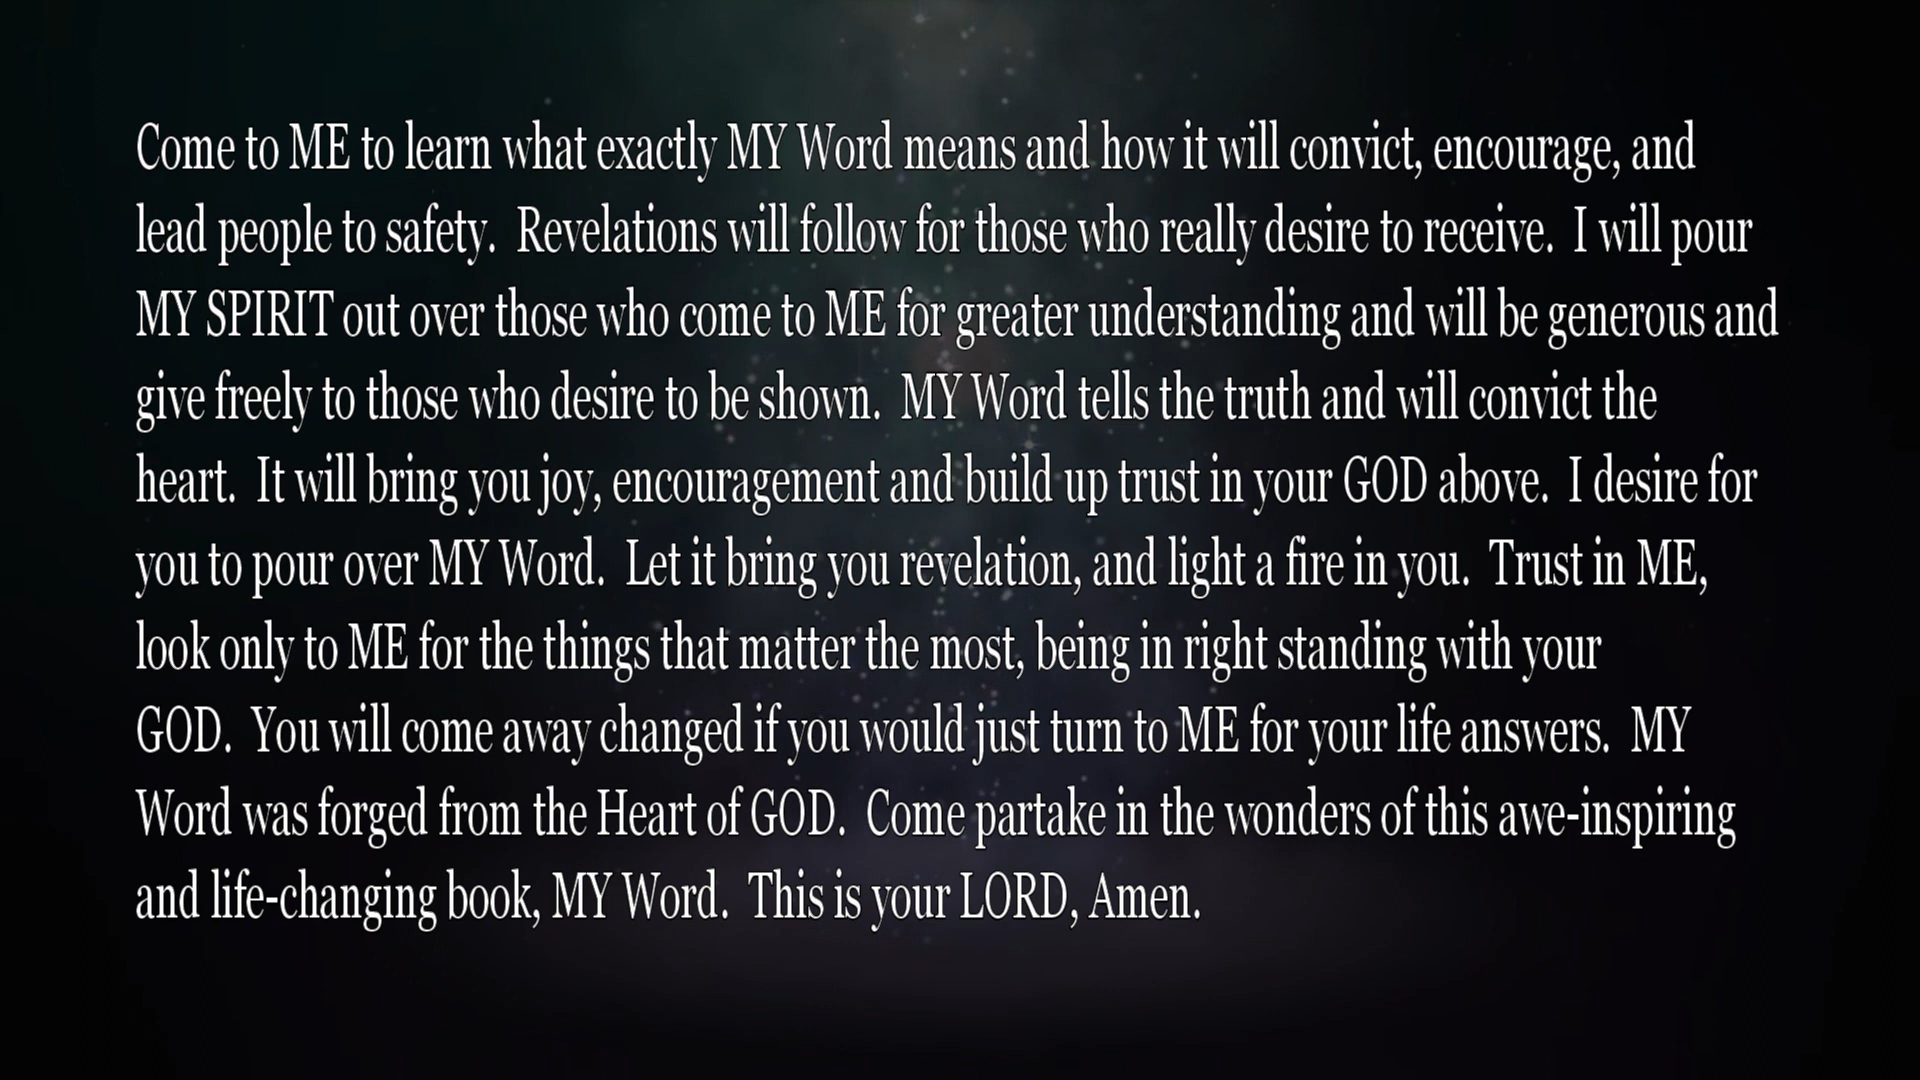 Come to ME to learn what exactly MY Word means and how it will convict, encourage, and
lead people to safety.  Revelations will follow for those who really desire to receive.  I will pour
MY SPIRIT out over those who come to ME for greater understanding and will be generous and
give freely to those who desire to be shown.  MY Word tells the truth and will convict the
heart.  It will bring you joy, encouragement and build up trust in your GOD above.  I desire for
you to pour over MY Word.  Let it bring you revelation, and light a fire in you.  Trust in ME,
look only to ME for the things that matter the most, being in right standing with your
GOD.  You will come away changed if you would just turn to ME for your life answers.  MY
Word was forged from the Heart of GOD.  Come partake in the wonders of this awe-inspiring
and life-changing book, MY Word.  This is your LORD, Amen.